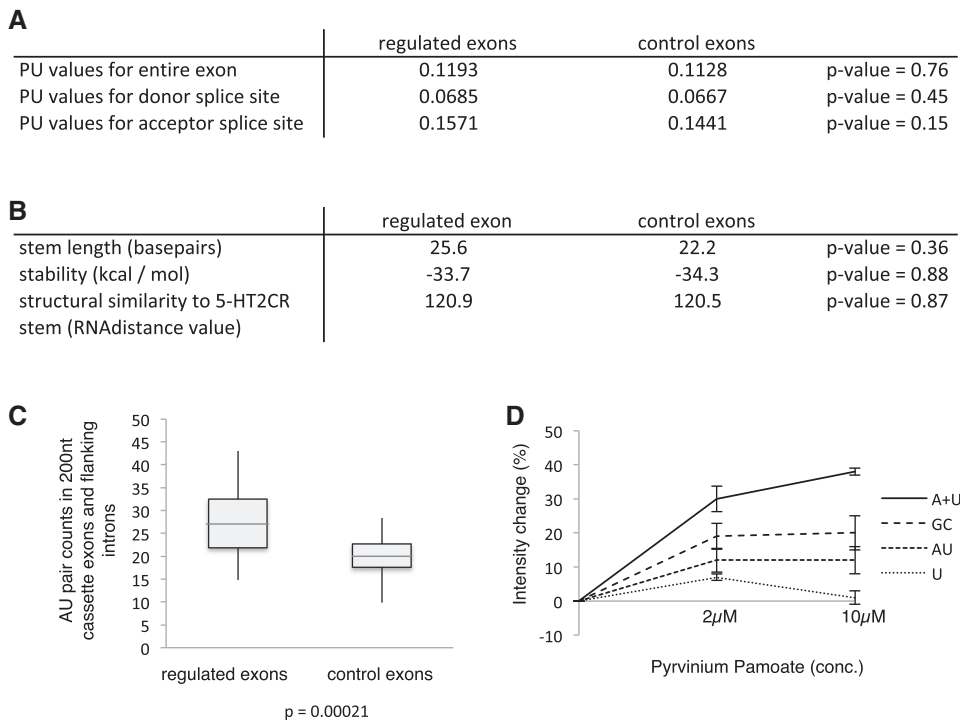 A
regulated exons control exons
PU values for entire exon 0.1193 0.1128 p-value = 0.76
PU values for donor splice site 0.0685 0.0667 p-value = 0.45
PU values for acceptor splice site 0.1571 0.1441 p-value = 0.15
B
regulated exon control exons
stem length (basepairs) 25.6 22.2 p-value = 0.36
stability (kcal / mol) -33.7 -34.3 p-value = 0.88
structural similarity to 5-HT2CR 120.9 120.5 p-value = 0.87
stem (RNAdistance value)
C
AU pair counts in 200nt
cassette exons and flanking
introns
50
45
40
35
30
25
20
15
10
5
0
regulated exons control exons
p = 0.00021
D
Intensity change (%)
50
40
30
20
10
0
-10
2µM 10µM
Pyrvinium Pamoate (conc.)
A+U
GC
AU
U